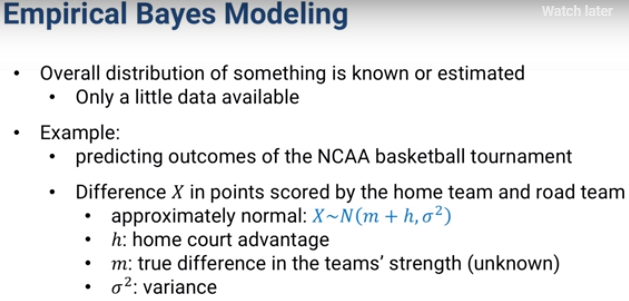 Empirical Bayes Modeling
Watch later
• Overall distribution of something is known or estimated
• Only a little data available
• Example:
• predicting outcomes of the NCAA basketball tournament
• Difference X in points scored by the home team and road team
• approximately normal: X~N(m + h, σ²)
• h: home court advantage
• m: true difference in the teams’ strength (unknown)
• σ²: variance